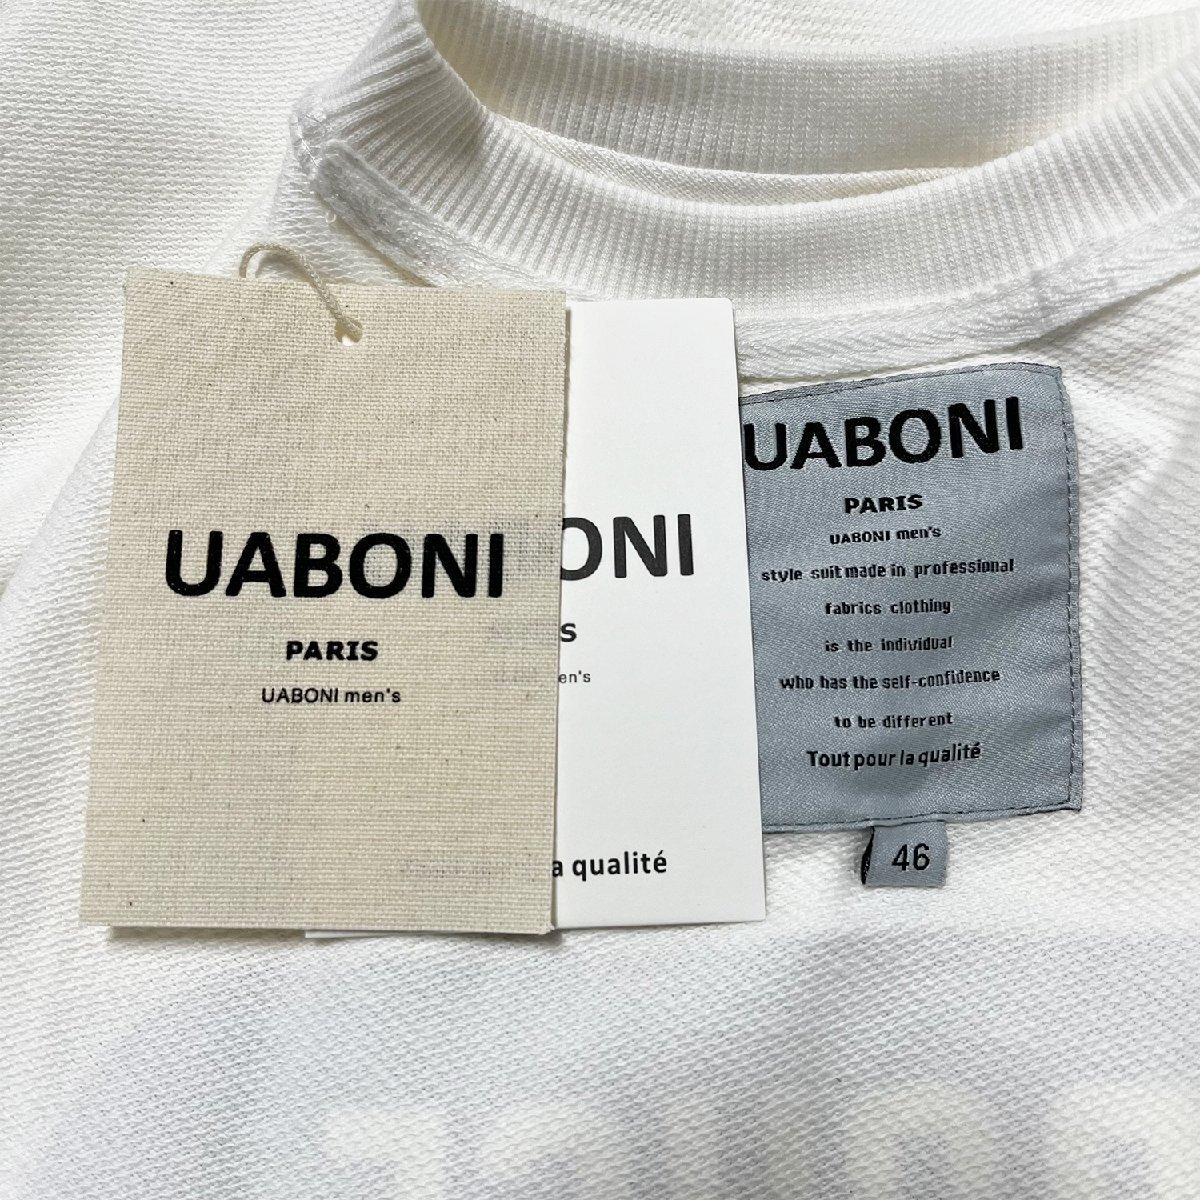 UABONI
PARIS
UABONI men's
ONI
S
en's
a qualité
UABONI
PARIS
UABONI men's
style suit made in professional
fabrics clothing
is the individual
who has the self-confidence
to be different
Tout pour la qualité
46